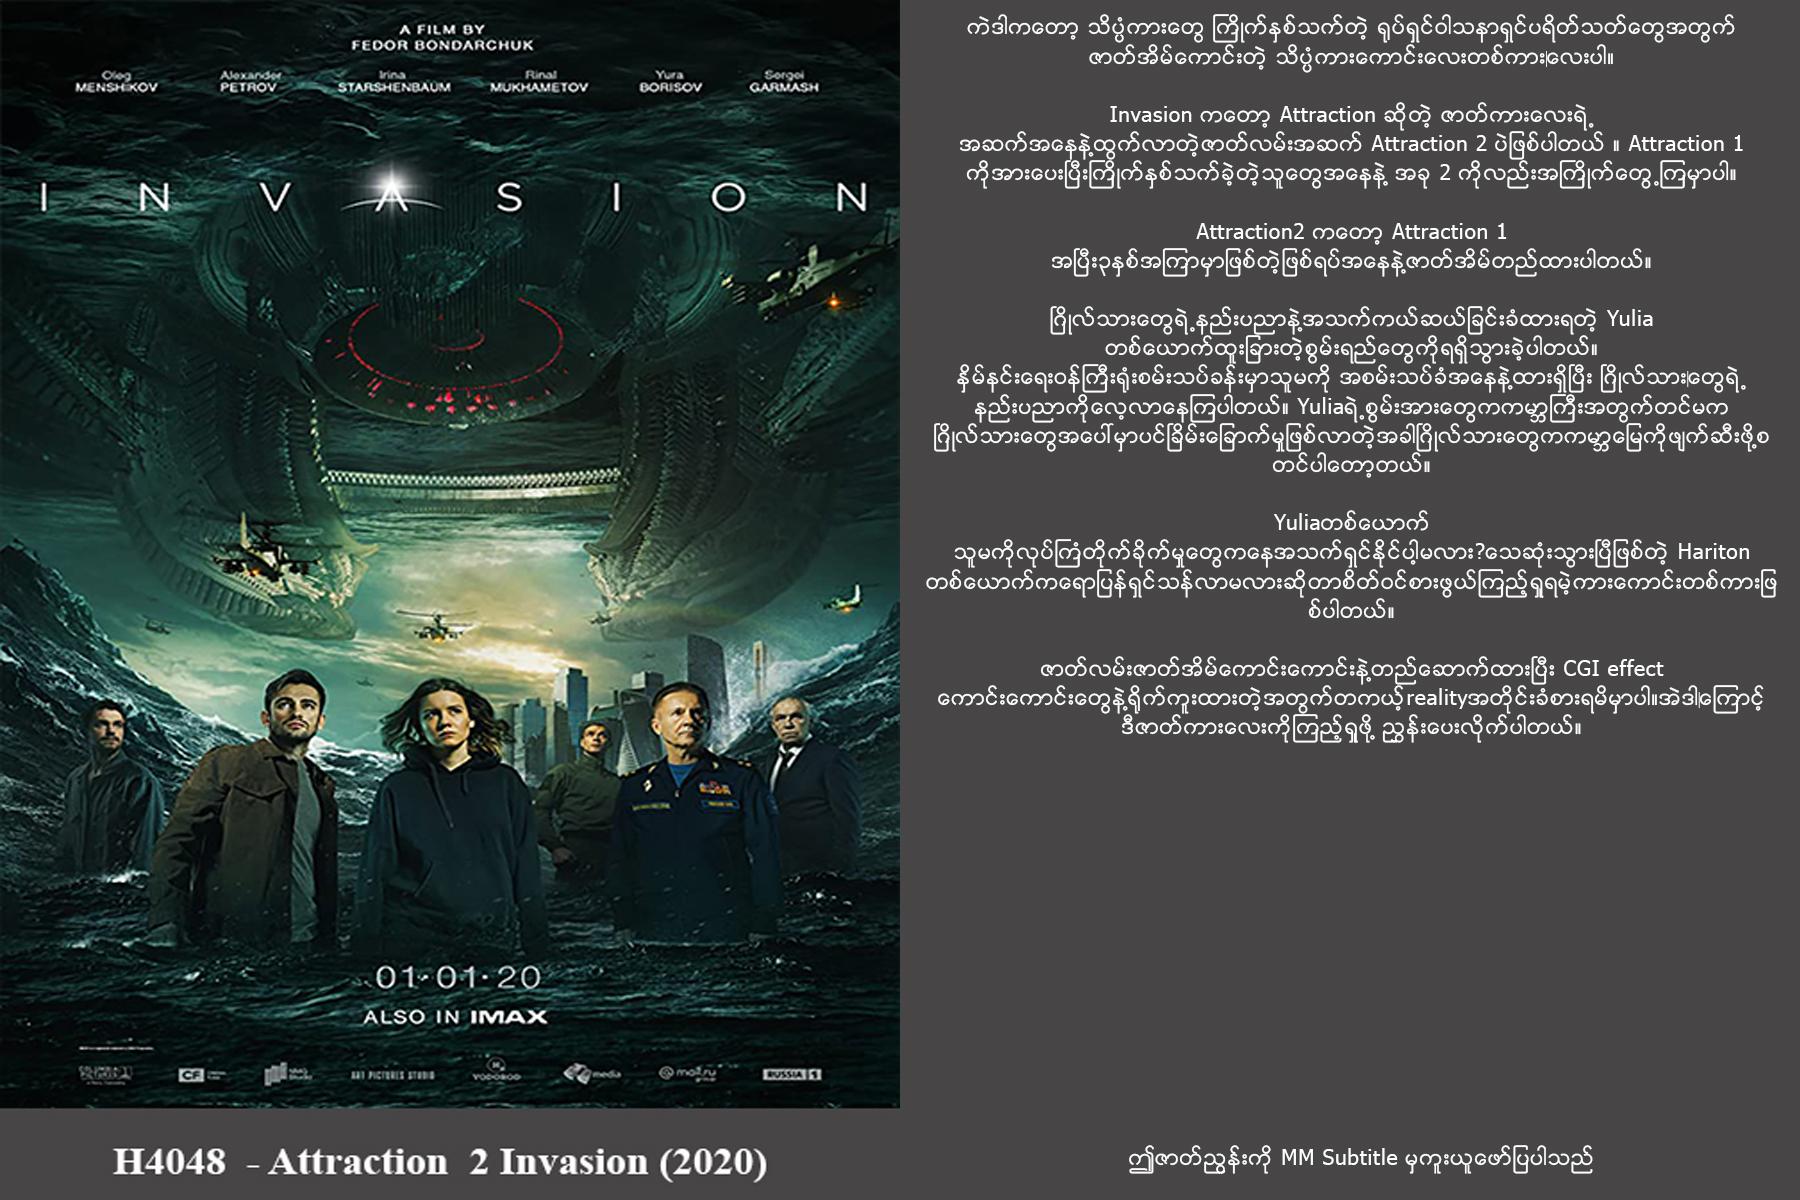 A FILM BY
FEDOR BONDARCHUK
Oleg MENSHIKOV Alexander PETROV Irina STARSHENBAUM Rinal MUKHAMETOV Yura BORISOV Sergei GARMASH
INVASION
01·01·20
ALSO IN IMAX
CF
ART PICTURES STUDIO
VODOROD
media
@mail.ru group
RUSSIA 1
H4048 - Attraction 2 Invasion (2020)
ကဲဒါကတော့ သိပ္ပံကားတွေ ကြိုက်နှစ်သက်တဲ့ ရုပ်ရှင်ဝါသနာရှင်ပရိတ်သတ်တွေအတွက်
ဇာတ်အိမ်ကောင်းတဲ့ သိပ္ပံကားကောင်းလေးတစ်ကားလေးပါ။
Invasion ကတော့ Attraction ဆိုတဲ့ ဇာတ်ကားလေးရဲ့
အဆက်အနေနဲ့ထွက်လာတဲ့ဇာတ်လမ်းအဆက် Attraction 2 ပဲဖြစ်ပါတယ် ။ Attraction 1
ကိုအားပေးပြီးကြိုက်နှစ်သက်ခဲ့တဲ့သူတွေအနေနဲ့ အခု 2 ကိုလည်းအကြိုက်တွေ့ကြမှာပါ။
Attraction2 ကတော့ Attraction 1
အပြီး၃နှစ်အကြာမှာဖြစ်တဲ့ဖြစ်ရပ်အနေနဲ့ဇာတ်အိမ်တည်ထားပါတယ်။
ဂြိုလ်သားတွေရဲ့နည်းပညာနဲ့အသက်ကယ်ဆယ်ခြင်းခံထားရတဲ့ Yulia
တစ်ယောက်ထူးခြားတဲ့စွမ်းရည်တွေကိုရရှိသွားခဲ့ပါတယ်။
နှိမ်နင်းရေးဝန်ကြီးရုံးစမ်းသပ်ခန်းမှာသူမကို အစမ်းသပ်ခံအနေနဲ့ထားရှိပြီး ဂြိုလ်သားတွေရဲ့
နည်းပညာကိုလေ့လာနေကြပါတယ်။ Yuliaရဲ့စွမ်းအားတွေကကမ္ဘာကြီးအတွက်တင်မက
ဂြိုလ်သားတွေအပေါ်မှာပင်ခြိမ်းခြောက်မှုဖြစ်လာတဲ့အခါဂြိုလ်သားတွေကကမ္ဘာမြေကိုဖျက်ဆီးဖို့စ
တင်ပါတော့တယ်။
Yuliaတစ်ယောက်
သူမကိုလုပ်ကြံတိုက်ခိုက်မှုတွေကနေအသက်ရှင်နိုင်ပါ့မလား?သေဆုံးသွားပြီဖြစ်တဲ့ Hariton
တစ်ယောက်ကရောပြန်ရှင်သန်လာမလားဆိုတာစိတ်ဝင်စားဖွယ်ကြည့်ရှုရမဲ့ကားကောင်းတစ်ကားဖြ
စ်ပါတယ်။
ဇာတ်လမ်းဇာတ်အိမ်ကောင်းကောင်းနဲ့တည်ဆောက်ထားပြီး CGI effect
ကောင်းကောင်းတွေနဲ့ရိုက်ကူးထားတဲ့အတွက်တကယ့်realityအတိုင်းခံစားရမိမှာပါ။အဲဒါကြောင့်
ဒီဇာတ်ကားလေးကိုကြည့်ရှုဖို့ ညွှန်းပေးလိုက်ပါတယ်။
ဤဇာတ်ညွှန်းကို MM Subtitle မှကူးယူဖော်ပြပါသည်